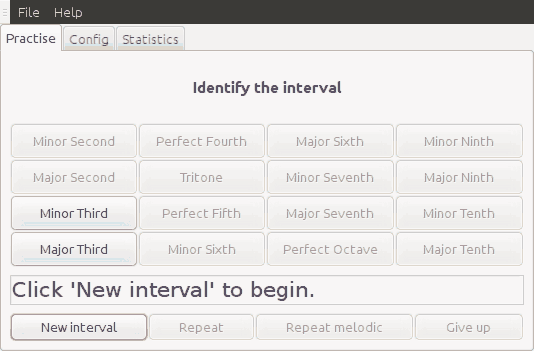 File Help
Practise Config Statistics
Identify the interval
Minor Second Perfect Fourth Major Sixth Minor Ninth
Major Second Tritone Minor Seventh Major Ninth
Minor Third Perfect Fifth Major Seventh Minor Tenth
Major Third Minor Sixth Perfect Octave Major Tenth
Click 'New interval' to begin.
New interval Repeat Repeat melodic Give up